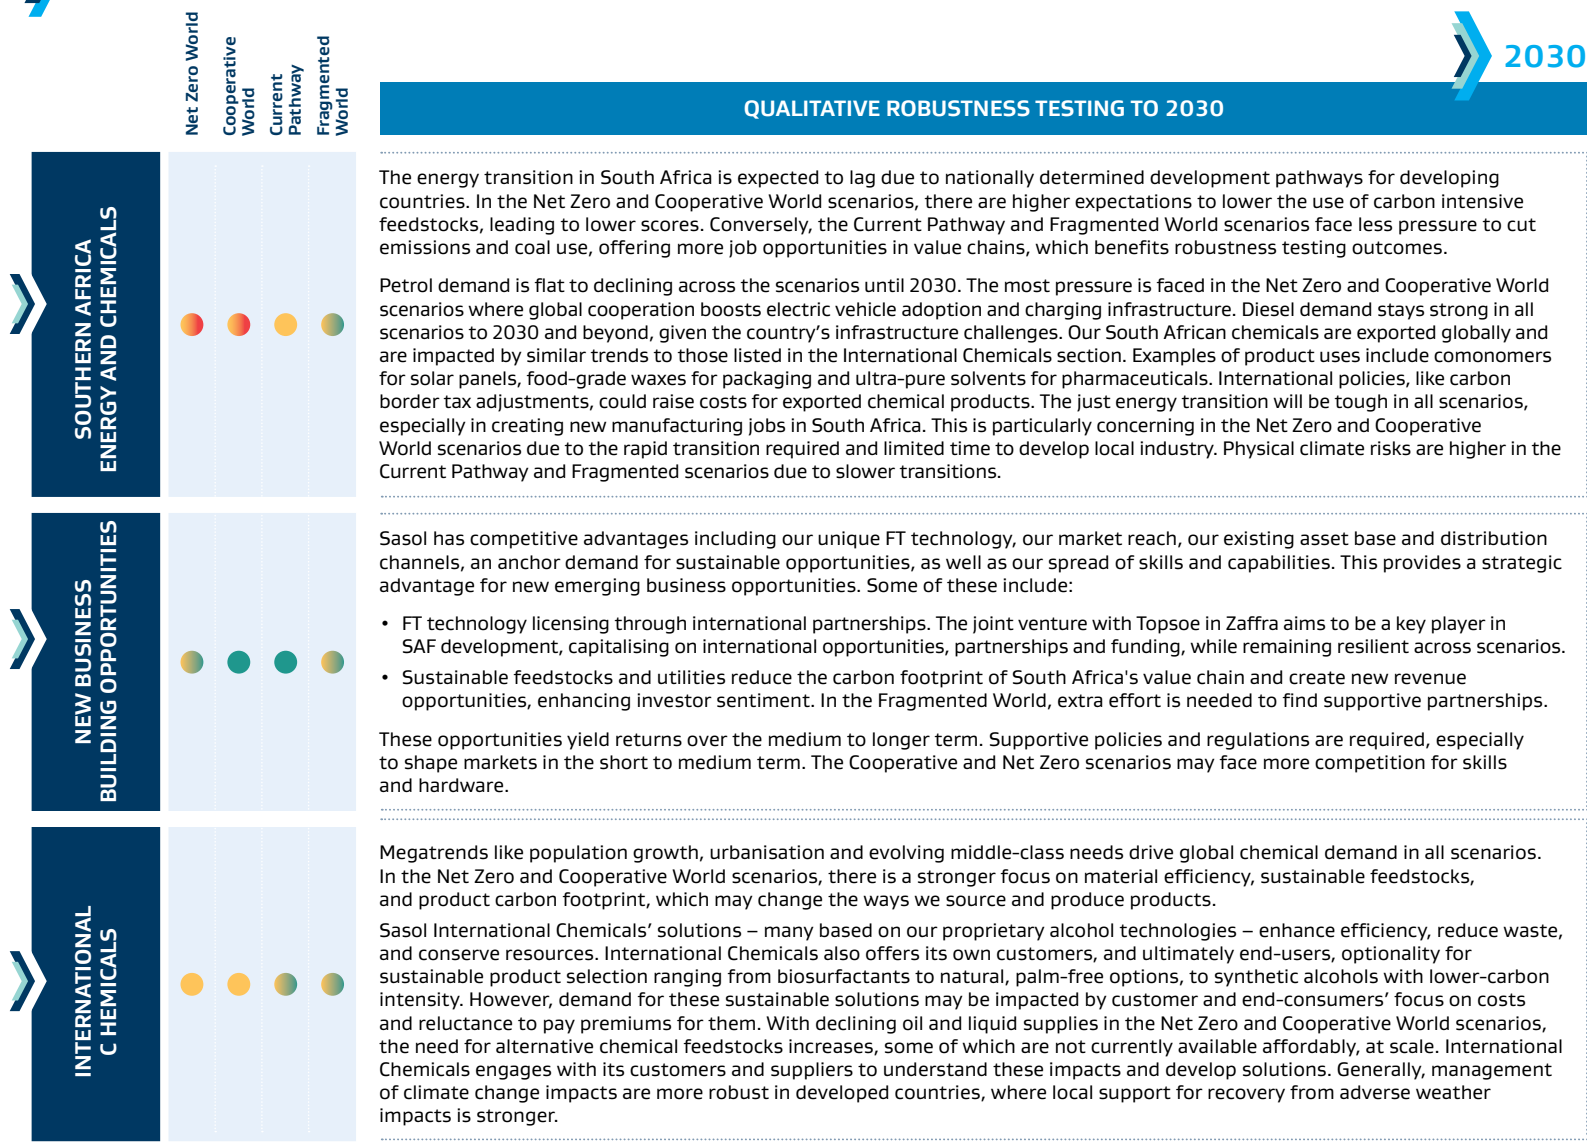 Net Zero World
Cooperative
World
Current
Pathway
Fragmented
World
2030
QUALITATIVE ROBUSTNESS TESTING TO 2030
SOUTHERN AFRICA
ENERGY AND CHEMICALS
The energy transition in South Africa is expected to lag due to nationally determined development pathways for developing
countries. In the Net Zero and Cooperative World scenarios, there are higher expectations to lower the use of carbon intensive
feedstocks, leading to lower scores. Conversely, the Current Pathway and Fragmented World scenarios face less pressure to cut
emissions and coal use, offering more job opportunities in value chains, which benefits robustness testing outcomes.
Petrol demand is flat to declining across the scenarios until 2030. The most pressure is faced in the Net Zero and Cooperative World
scenarios where global cooperation boosts electric vehicle adoption and charging infrastructure. Diesel demand stays strong in all
scenarios to 2030 and beyond, given the country's infrastructure challenges. Our South African chemicals are exported globally and
are impacted by similar trends to those listed in the International Chemicals section. Examples of product uses include comonomers
for solar panels, food-grade waxes for packaging and ultra-pure solvents for pharmaceuticals. International policies, like carbon
border tax adjustments, could raise costs for exported chemical products. The just energy transition will be tough in all scenarios,
especially in creating new manufacturing jobs in South Africa. This is particularly concerning in the Net Zero and Cooperative
World scenarios due to the rapid transition required and limited time to develop local industry. Physical climate risks are higher in the
Current Pathway and Fragmented scenarios due to slower transitions.
NEW BUSINESS
BUILDING OPPORTUNITIES
Sasol has competitive advantages including our unique FT technology, our market reach, our existing asset base and distribution
channels, an anchor demand for sustainable opportunities, as well as our spread of skills and capabilities. This provides a strategic
advantage for new emerging business opportunities. Some of these include:
• FT technology licensing through international partnerships. The joint venture with Topsoe in Zaffra aims to be a key player in
SAF development, capitalising on international opportunities, partnerships and funding, while remaining resilient across scenarios.
• Sustainable feedstocks and utilities reduce the carbon footprint of South Africa's value chain and create new revenue
opportunities, enhancing investor sentiment. In the Fragmented World, extra effort is needed to find supportive partnerships.
These opportunities yield returns over the medium to longer term. Supportive policies and regulations are required, especially
to shape markets in the short to medium term. The Cooperative and Net Zero scenarios may face more competition for skills
and hardware.
INTERNATIONAL
C HEMICALS
Megatrends like population growth, urbanisation and evolving middle-class needs drive global chemical demand in all scenarios.
In the Net Zero and Cooperative World scenarios, there is a stronger focus on material efficiency, sustainable feedstocks,
and product carbon footprint, which may change the ways we source and produce products.
Sasol International Chemicals' solutions – many based on our proprietary alcohol technologies – enhance efficiency, reduce waste,
and conserve resources. International Chemicals also offers its own customers, and ultimately end-users, optionality for
sustainable product selection ranging from biosurfactants to natural, palm-free options, to synthetic alcohols with lower-carbon
intensity. However, demand for these sustainable solutions may be impacted by customer and end-consumers' focus on costs
and reluctance to pay premiums for them. With declining oil and liquid supplies in the Net Zero and Cooperative World scenarios,
the need for alternative chemical feedstocks increases, some of which are not currently available affordably, at scale. International
Chemicals engages with its customers and suppliers to understand these impacts and develop solutions. Generally, management
of climate change impacts are more robust in developed countries, where local support for recovery from adverse weather
impacts is stronger.